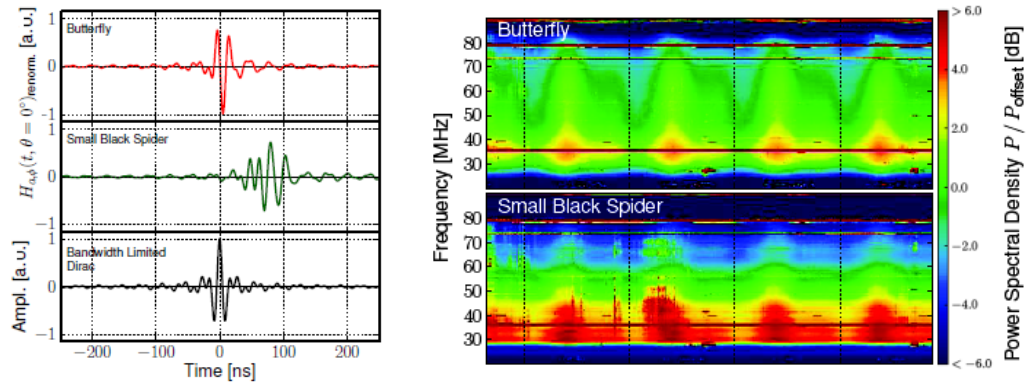 H_{a,ϕ}(t, θ = 0°)_{renorm.} [a. u.]
Butterfly
1
0
−1
Small Black Spider
1
0
−1
Ampl. [a. u.]
Bandwidth Limited
Dirac
1
0
−1
−200 −100 0 100 200
Time [ns]
Frequency [MHz]
Butterfly
80
70
60
50
40
30
Small Black Spider
80
70
60
50
40
30
20
> 6.0
4.0
2.0
0.0
−2.0
−4.0
< −6.0
Power Spectral Density P / P_{offset} [dB]